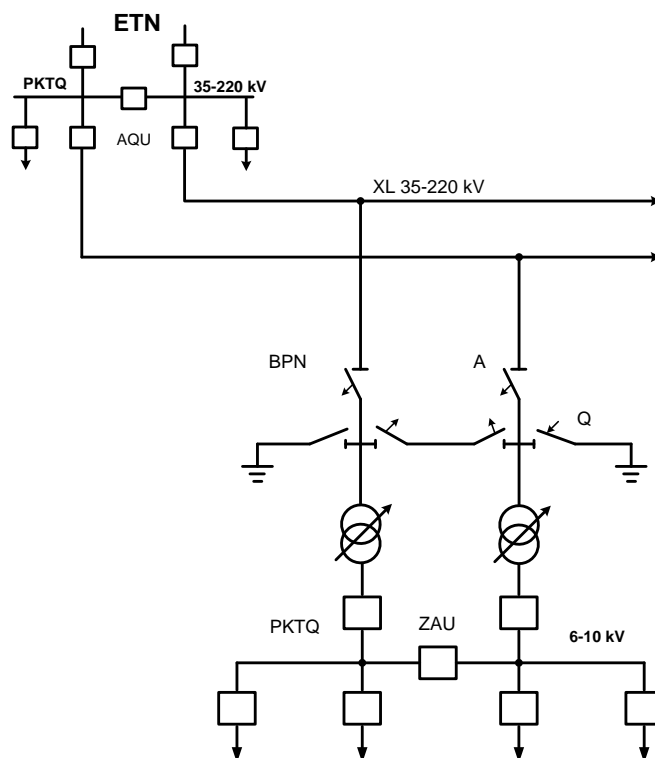 ETN
PKTQ
35-220 kV
AQU
XL 35-220 kV
BPN
A
Q
PKTQ
ZAU
6-10 kV